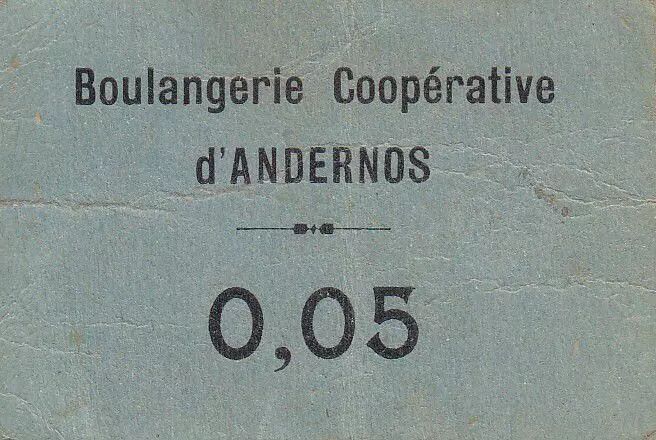 Boulangerie Coopérative
d'ANDERNOS
0,05